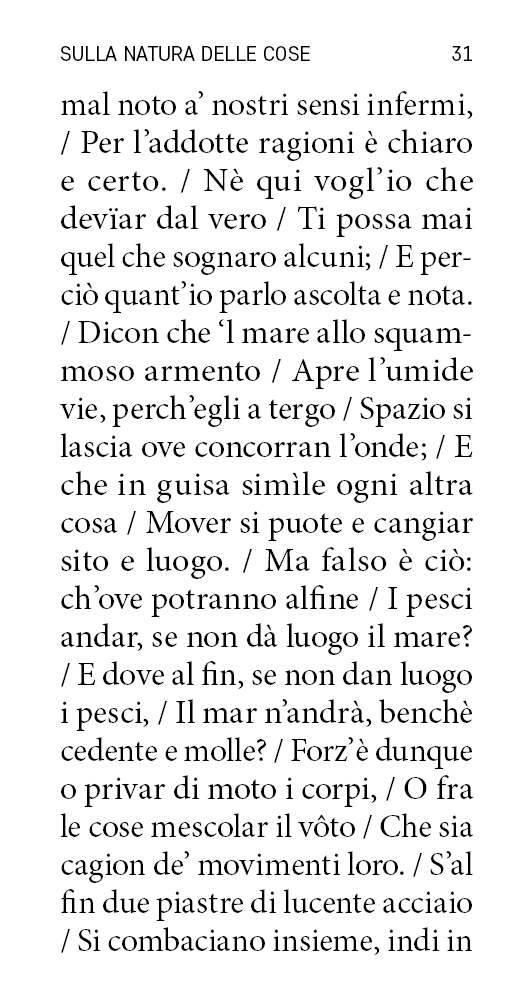 SULLA NATURA DELLE COSE 31
mal noto a’ nostri sensi infermi,
/ Per l’addotte ragioni è chiaro
e certo. / Nè qui vogl’io che
devïar dal vero / Ti possa mai
quel che sognaro alcuni; / E per-
ciò quant’io parlo ascolta e nota.
/ Dicon che ‘l mare allo squam-
moso armento / Apre l’umide
vie, perch’egli a tergo / Spazio si
lascia ove concorran l’onde; / E
che in guisa simìle ogni altra
cosa / Mover si puote e cangiar
sito e luogo. / Ma falso è ciò:
ch’ove potranno alfine / I pesci
andar, se non dà luogo il mare?
/ E dove al fin, se non dan luogo
i pesci, / Il mar n’andrà, benchè
cedente e molle? / Forz’è dunque
o privar di moto i corpi, / O fra
le cose mescolar il vôto / Che sia
cagion de’ movimenti loro. / S’al
fin due piastre di lucente acciaio
/ Si combaciano insieme, indi in